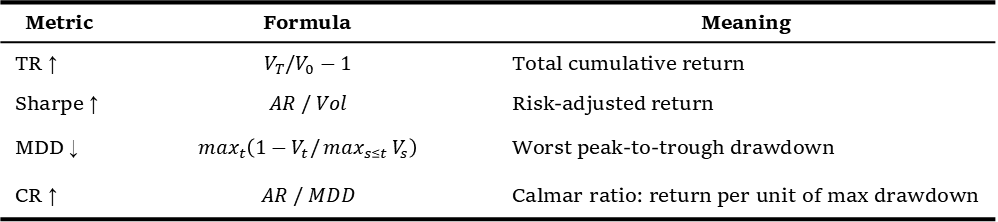 Metric Formula Meaning
TR ↑ V_T/V_0 − 1 Total cumulative return
Sharpe ↑ AR / Vol Risk-adjusted return
MDD ↓ max_t(1 − V_t/max_{s≤t} V_s) Worst peak-to-trough drawdown
CR ↑ AR / MDD Calmar ratio: return per unit of max drawdown